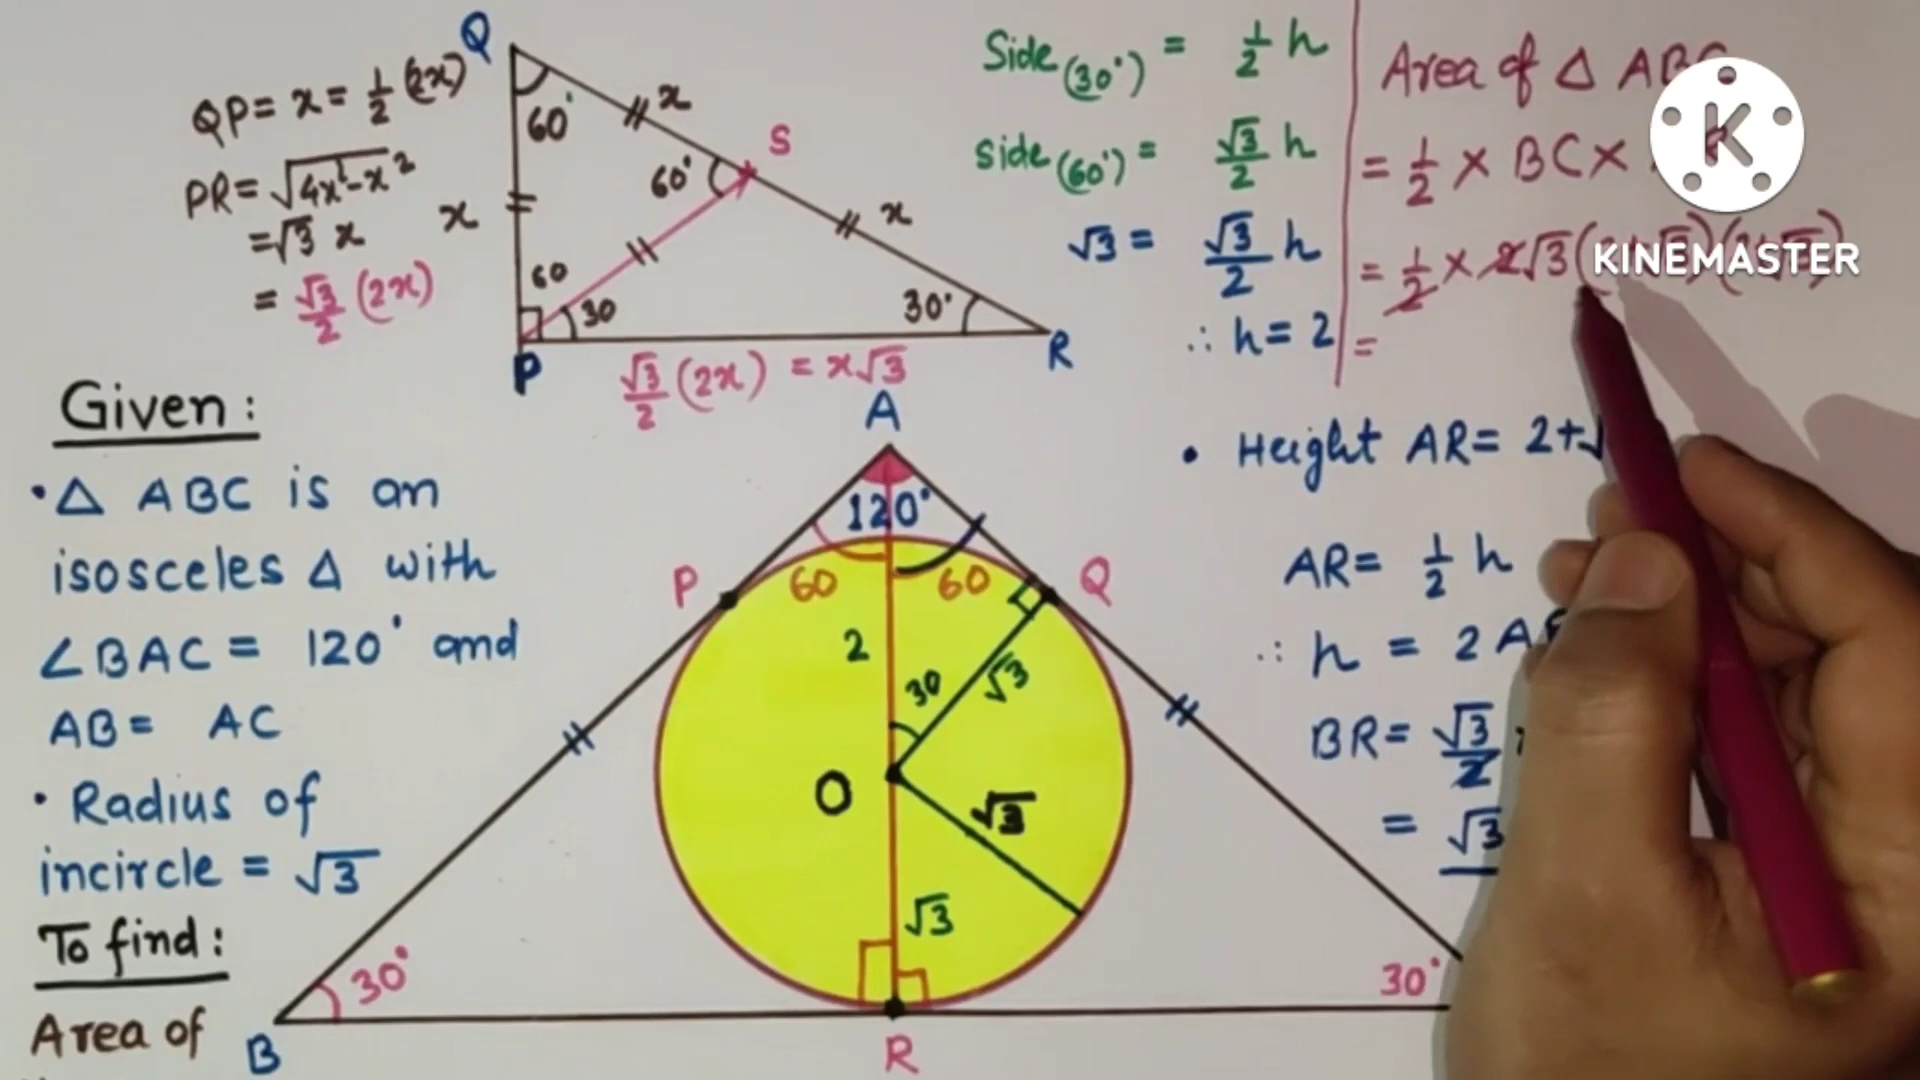 Q
QP= x = 1/2 (2x)
PR= √4x²-x²
=√3 x
= √3/2 (2x)
x
60°
x
S
60°
x
60
30
30°
P
R
√3/2 (2x) = x√3
Side(30°) = 1/2 h
Side(60°) = √3/2 h
√3 = √3/2 h
∴ h= 2
Area of △ ABC
= 1/2 × BC ×
= 1/2 × 2√3(
=
K
KINEMASTER
Given:
• △ ABC is an
isosceles △ with
∠BAC = 120° and
AB = AC
• Radius of
incircle = √3
To find:
Area of
A
120°
P
60
60
Q
2
30
√3
O
√3
√3
30°
30°
B
R
• Height AR= 2+√
AR= 1/2 h
∴ h = 2 A
BR= √3/2
= √3